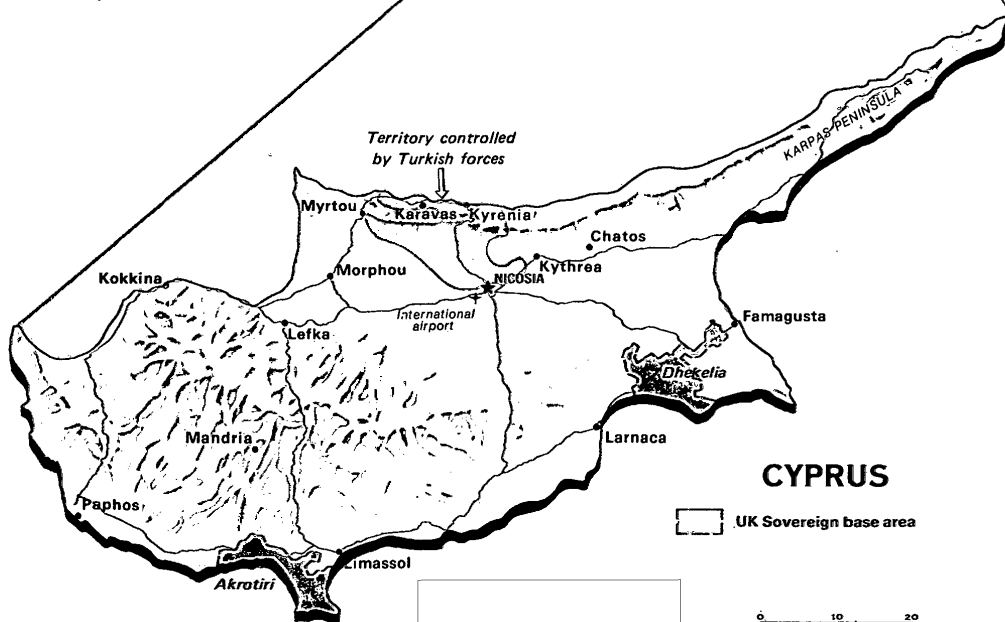 Territory controlled
by Turkish forces
KARPAS PENINSULA
Myrtou
Karavas
Kyrenia
Chatos
Kythrea
Kokkina
Morphou
NICOSIA
International
airport
Lefka
Famagusta
Dhekelia
Mandria
Larnaca
CYPRUS
Paphos
UK Sovereign base area
Limassol
Akrotiri
0 10 20